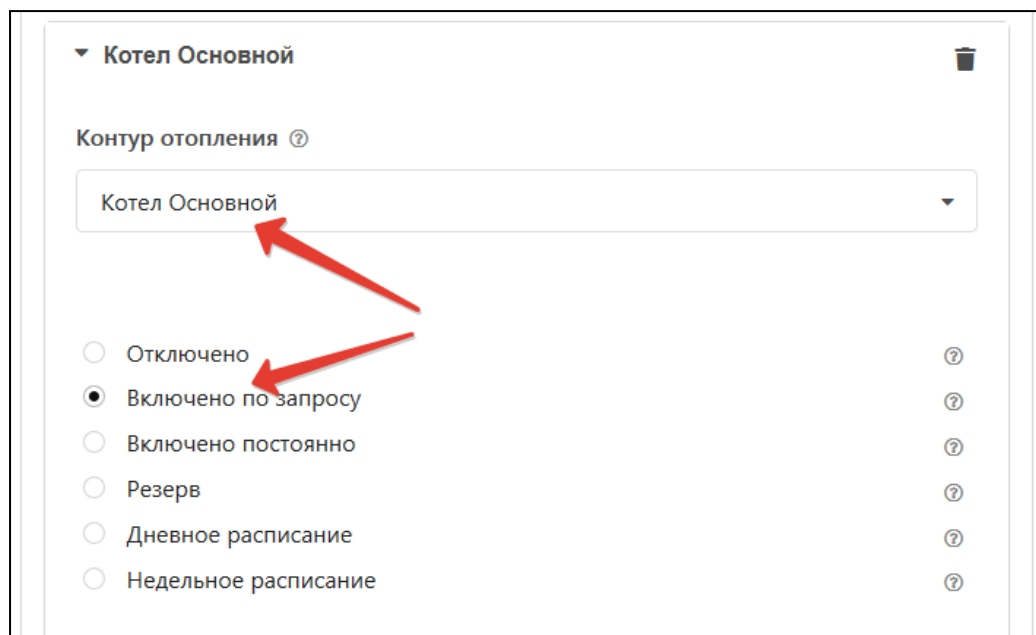 Котел Основной
Контур отопления ?
Котел Основной
Отключено ?
Включено по запросу ?
Включено постоянно ?
Резерв ?
Дневное расписание ?
Недельное расписание ?